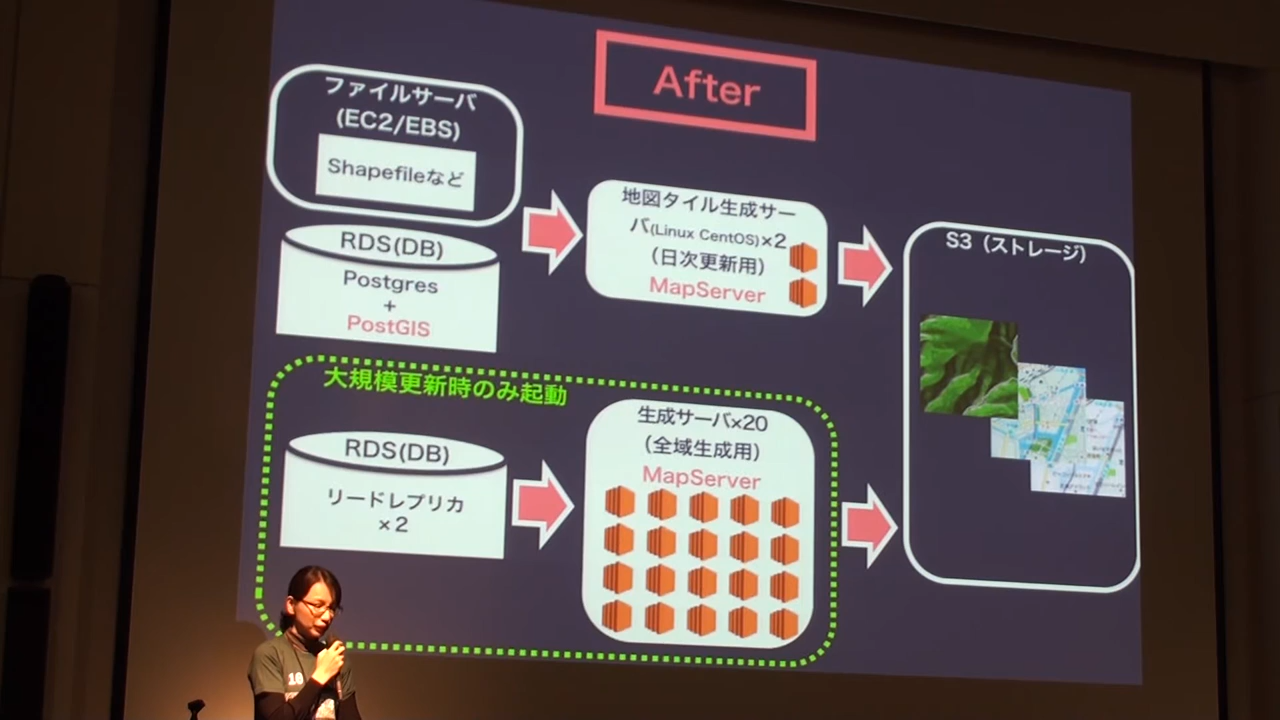 After
ファイルサーバ
(EC2/EBS)
Shapefileなど
RDS(DB)
Postgres
+
PostGIS
地図タイル生成サー
バ(Linux CentOS)×2
(日次更新用)
MapServer
S3(ストレージ)
大規模更新時のみ起動
RDS(DB)
リードレプリカ
×2
生成サーバ×20
(全域生成用)
MapServer
10